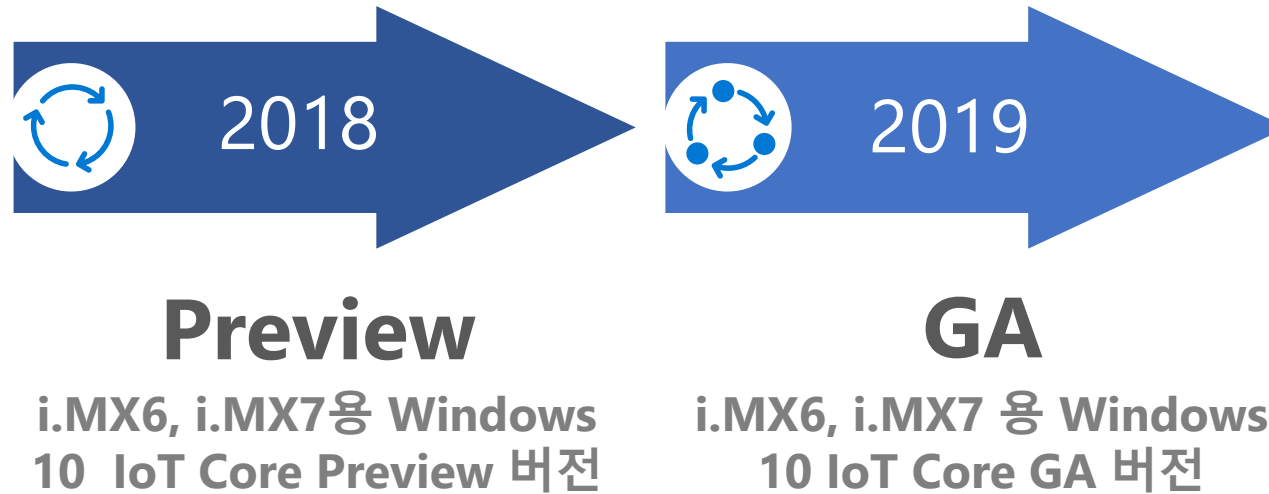 2018
2019
Preview
i.MX6, i.MX7용 Windows
10  IoT Core Preview 버전
GA
i.MX6, i.MX7 용 Windows
10 IoT Core GA 버전